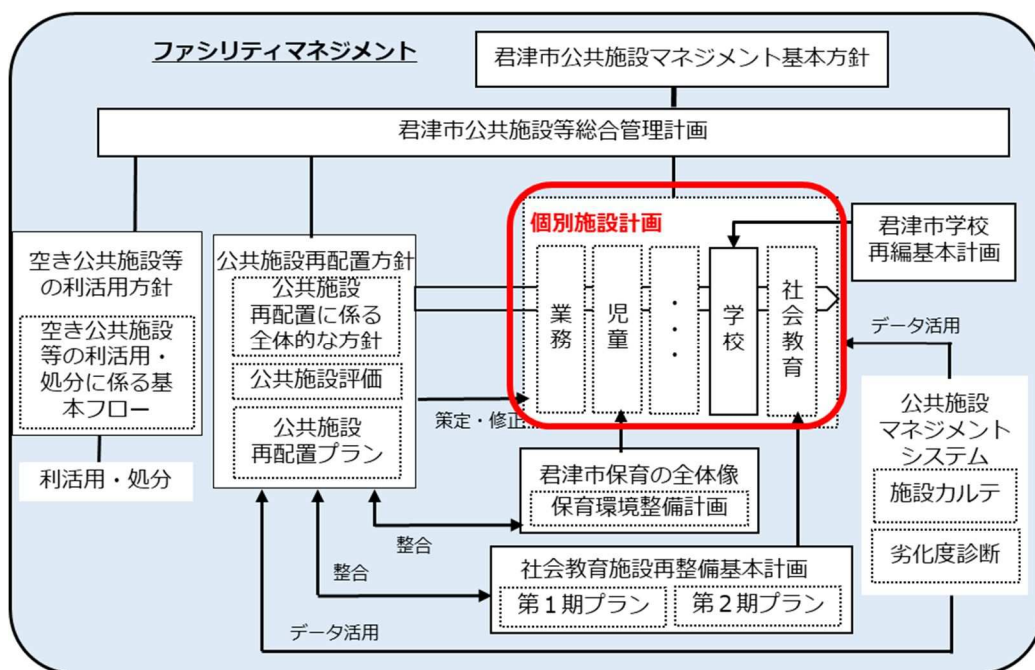 ファシリティマネジメント
君津市公共施設マネジメント基本方針
君津市公共施設等総合管理計画
空き公共施設等
の利活用方針
空き公共施設
等の利活用・
処分に係る基
本フロー
利活用・処分
公共施設再配置方針
公共施設
再配置に係る
全体的な方針
公共施設評価
公共施設
再配置プラン
策定・修正
個別施設計画
業務
児童
・・・
学校
社会教育
君津市学校
再編基本計画
データ活用
公共施設
マネジメント
システム
施設カルテ
劣化度診断
君津市保育の全体像
保育環境整備計画
整合
社会教育施設再整備基本計画
第1期プラン
第2期プラン
整合
データ活用